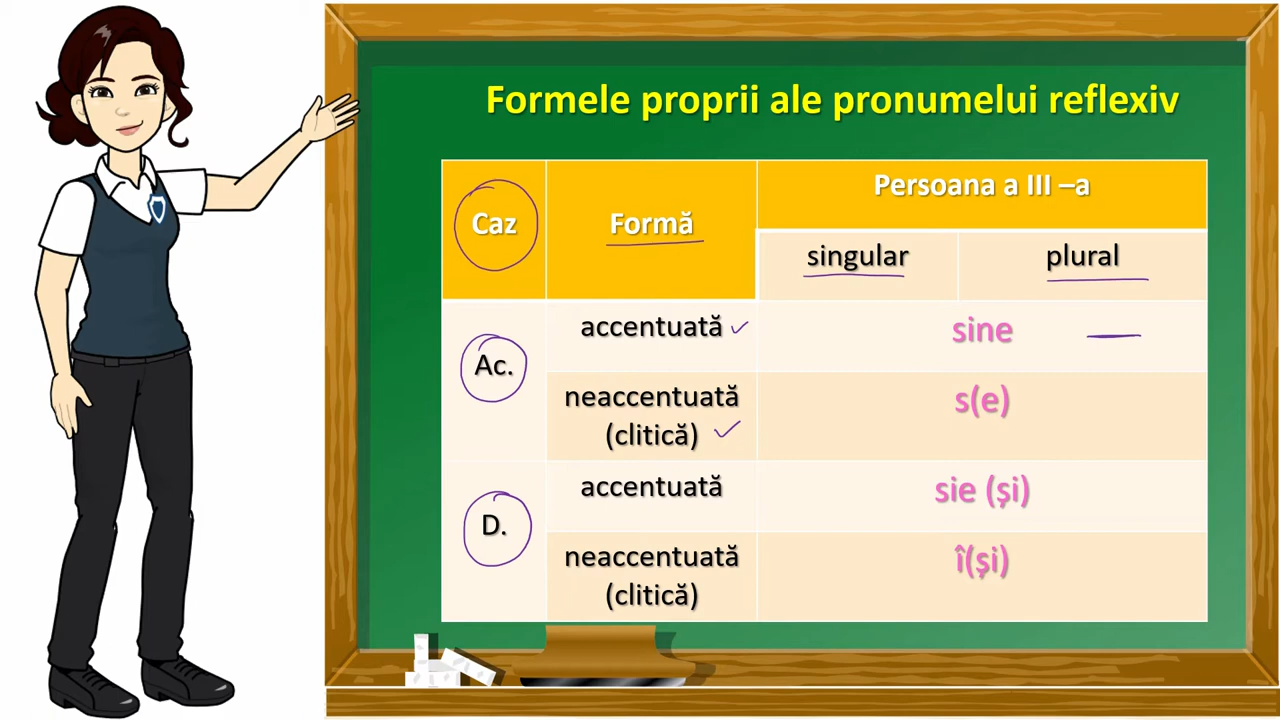 Formele proprii ale pronumelui reflexiv
Caz
Formă
Persoana a III –a
singular
plural
Ac.
accentuată
sine
neaccentuată
(clitică)
s(e)
D.
accentuată
sie (și)
neaccentuată
(clitică)
î(și)